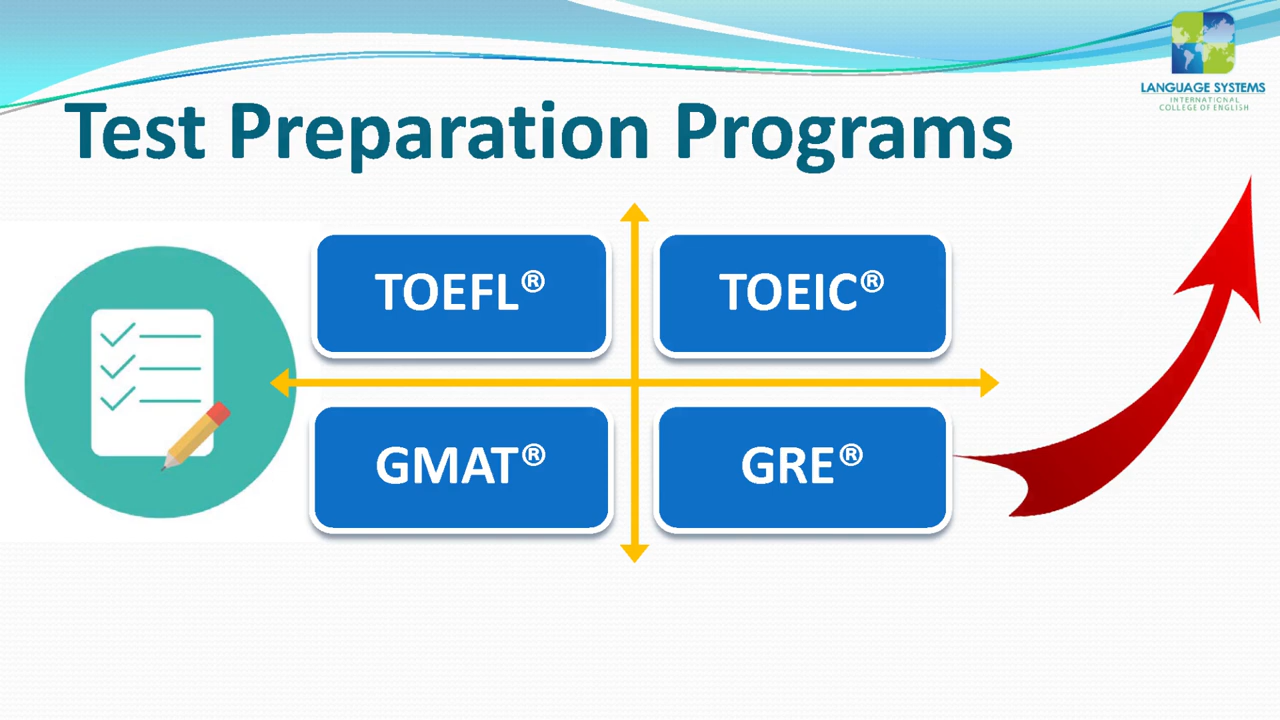 LANGUAGE SYSTEMS
INTERNATIONAL
COLLEGE OF ENGLISH
Test Preparation Programs
TOEFL®
TOEIC®
GMAT®
GRE®